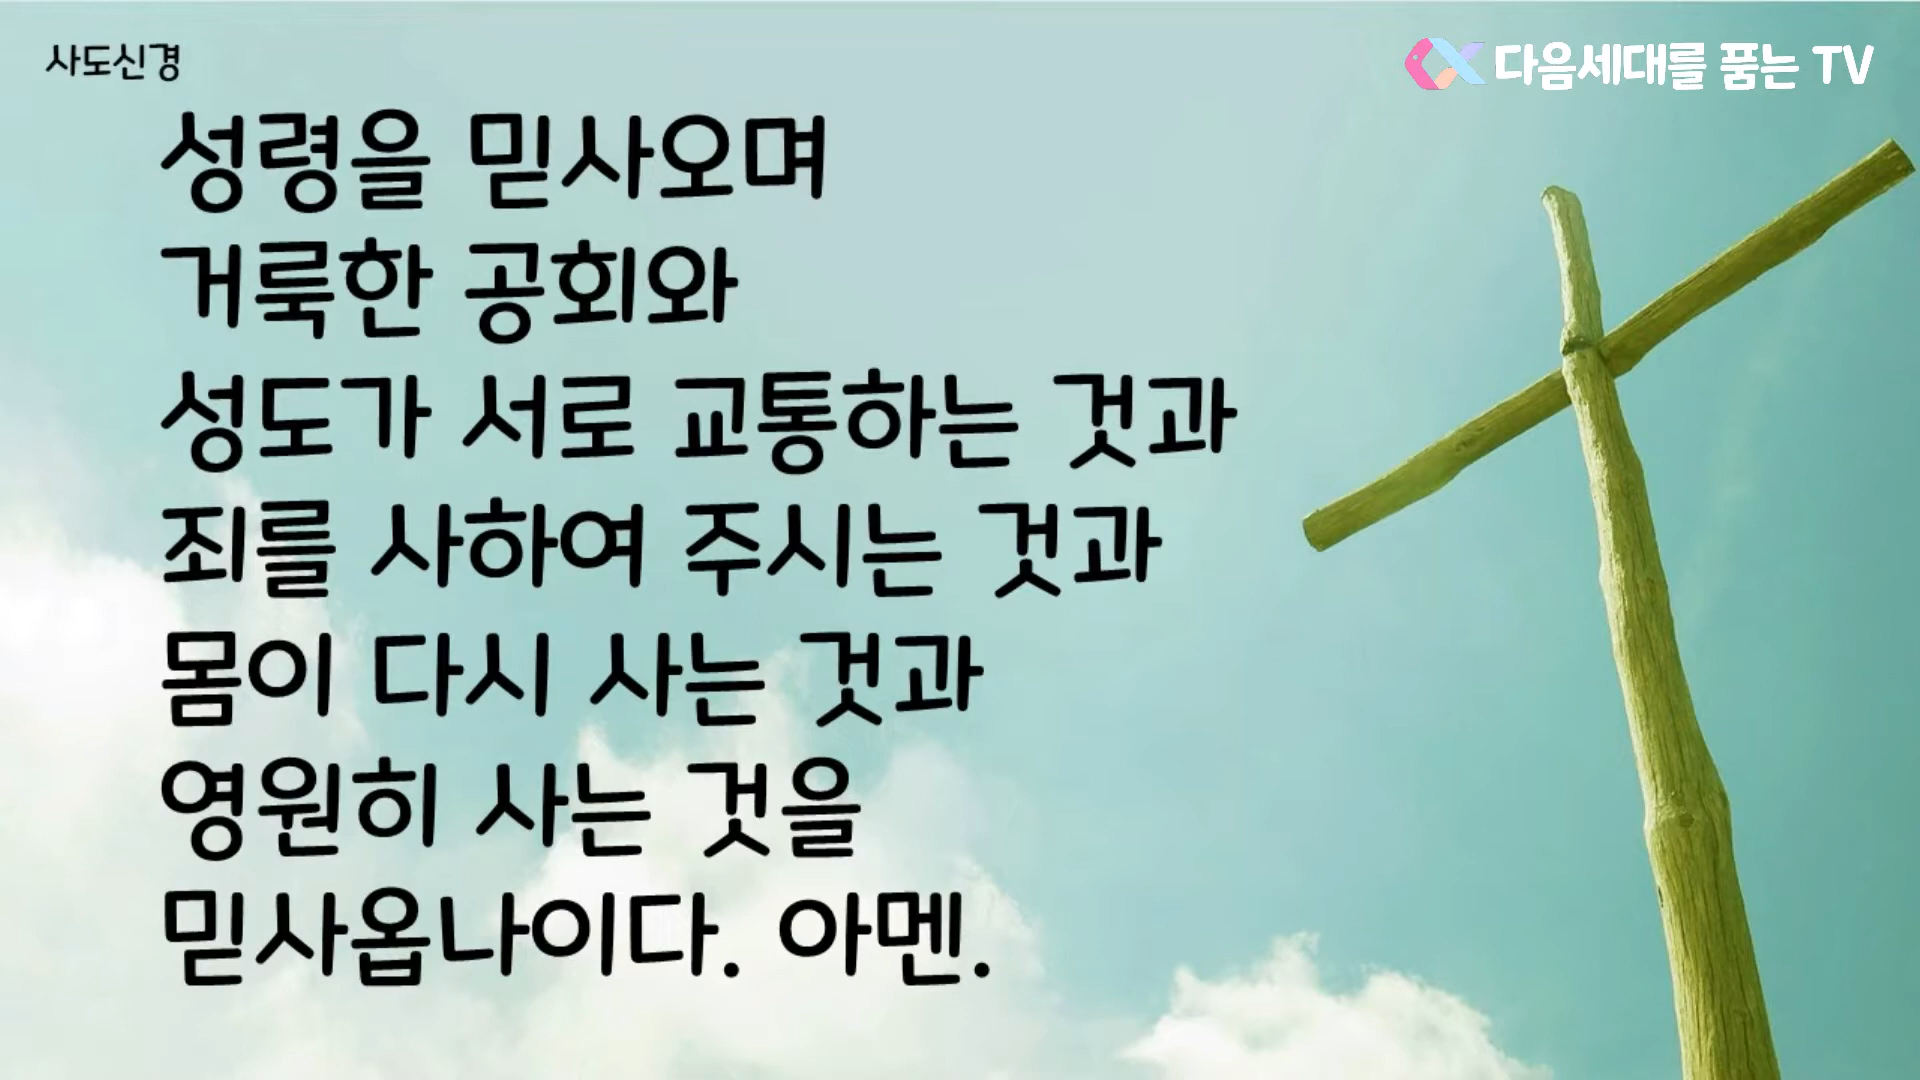 사도신경
다음세대를 품는 TV
성령을 믿사오며
거룩한 공회와
성도가 서로 교통하는 것과
죄를 사하여 주시는 것과
몸이 다시 사는 것과
영원히 사는 것을
믿사옵나이다. 아멘.